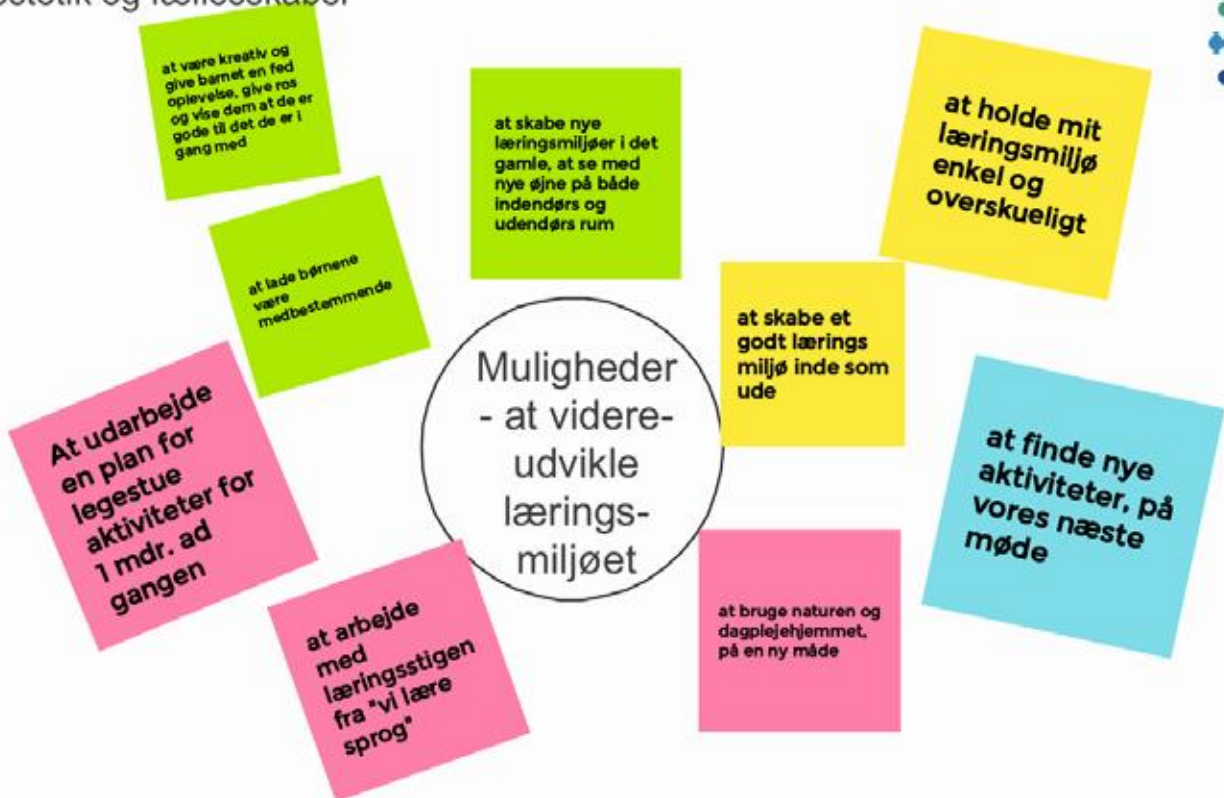 og fællesskaber
at være kreativ og
give barnet en fed
oplevelse, give ros
og vise dem at de er
gode til det de er i
gang med
at skabe nye
læringsmiljøer i det
gamle, at se med
nye øjne på både
indendørs og
udendørs rum
at holde mit
læringsmiljø
enkel og
overskueligt
at lade børnene
være
medbestemmende
at skabe et
godt lærings
miljø inde som
ude
Muligheder
- at videre-
udvikle
lærings-
miljøet
At udarbejde
en plan for
legestue
aktiviteter for
1 mdr. ad
gangen
at finde nye
aktiviteter, på
vores næste
møde
at arbejde
med
læringsstigen
fra "vi lære
sprog"
at bruge naturen og
dagplejehjemmet,
på en ny måde